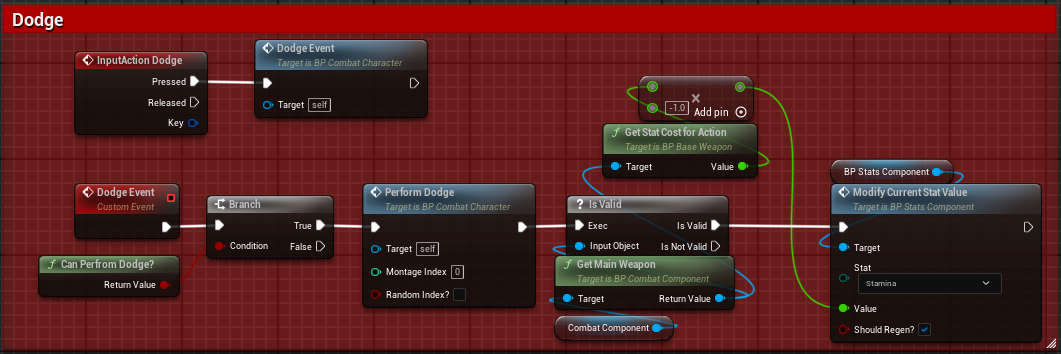 Dodge
InputAction Dodge
Pressed
Released
Key
Dodge Event
Target is BP Combat Character
Target self
-1.0 Add pin
Get Stat Cost for Action
Target is BP Base Weapon
Target Value
Dodge Event
Custom Event
Can Perfrom Dodge?
Return Value
Branch
True
Condition False
Perform Dodge
Target is BP Combat Character
Target self
Montage Index 0
Random Index?
Is Valid
Exec Is Valid
Input Object Is Not Valid
Get Main Weapon
Target is BP Combat Component
Target Return Value
Combat Component
BP Stats Component
Modify Current Stat Value
Target is BP Stats Component
Target
Stat
Stamina
Value
Should Regen?